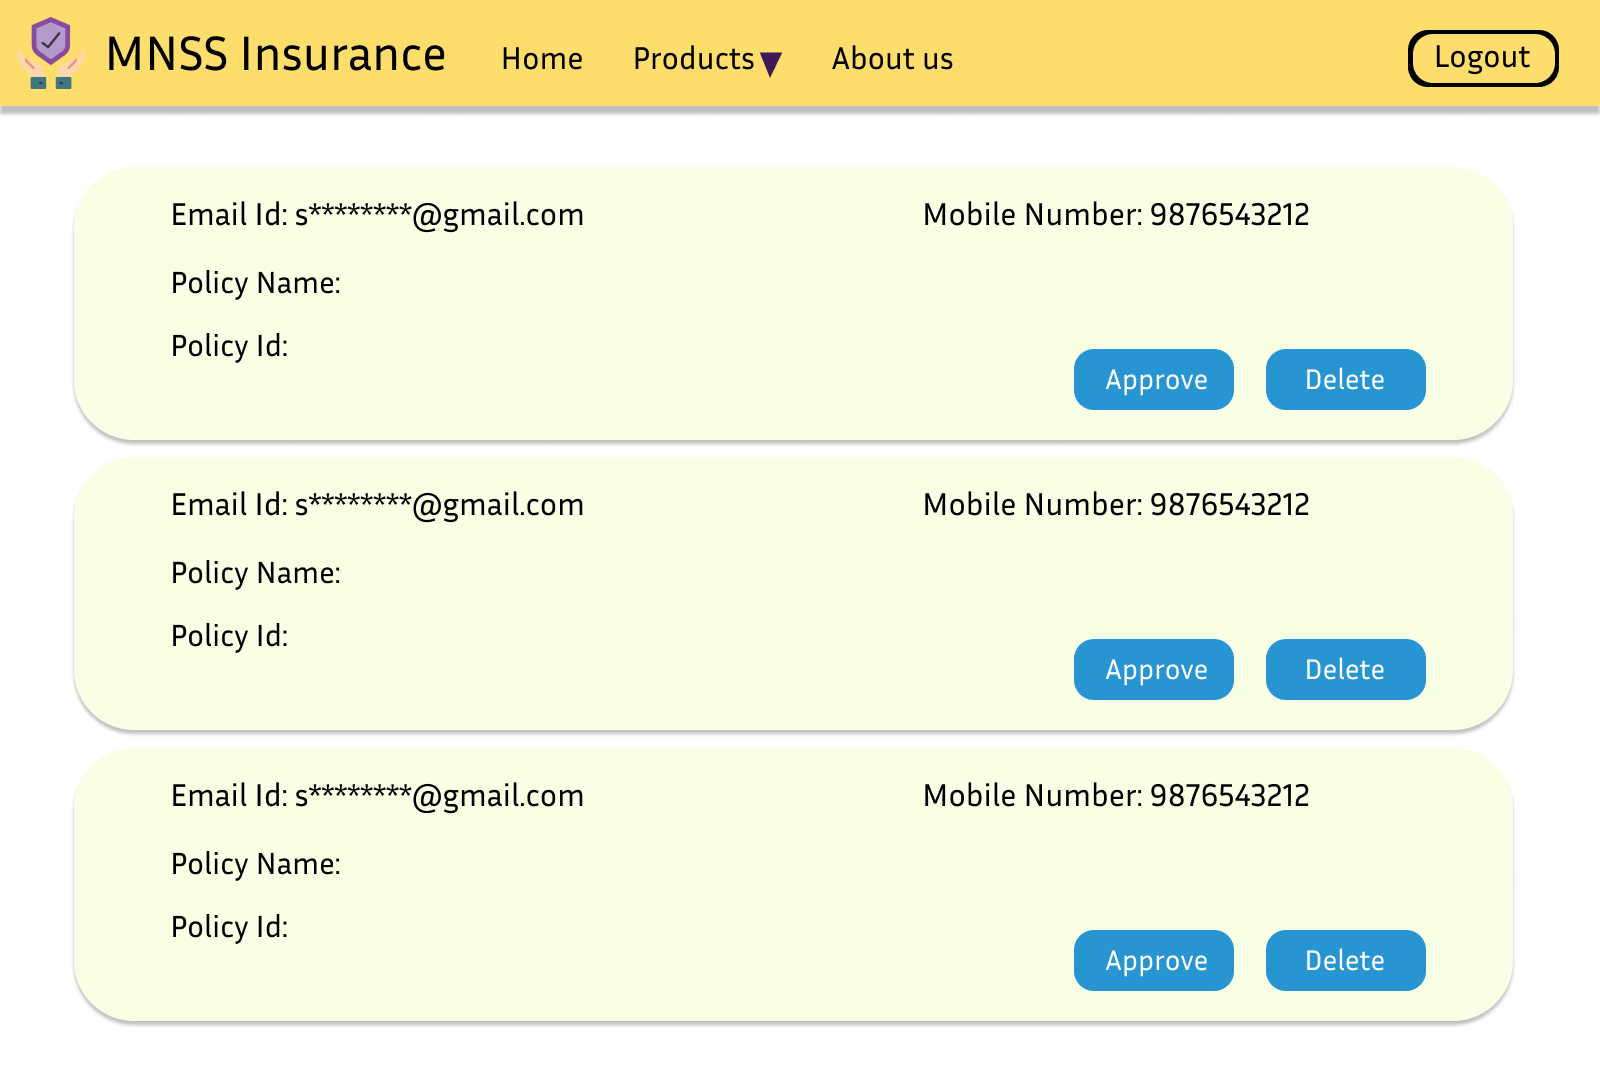 MNSS Insurance Home Products About us Logout
Email Id: s********@gmail.com Mobile Number: 9876543212
Policy Name:
Policy Id:
Approve Delete
Email Id: s********@gmail.com Mobile Number: 9876543212
Policy Name:
Policy Id:
Approve Delete
Email Id: s********@gmail.com Mobile Number: 9876543212
Policy Name:
Policy Id:
Approve Delete